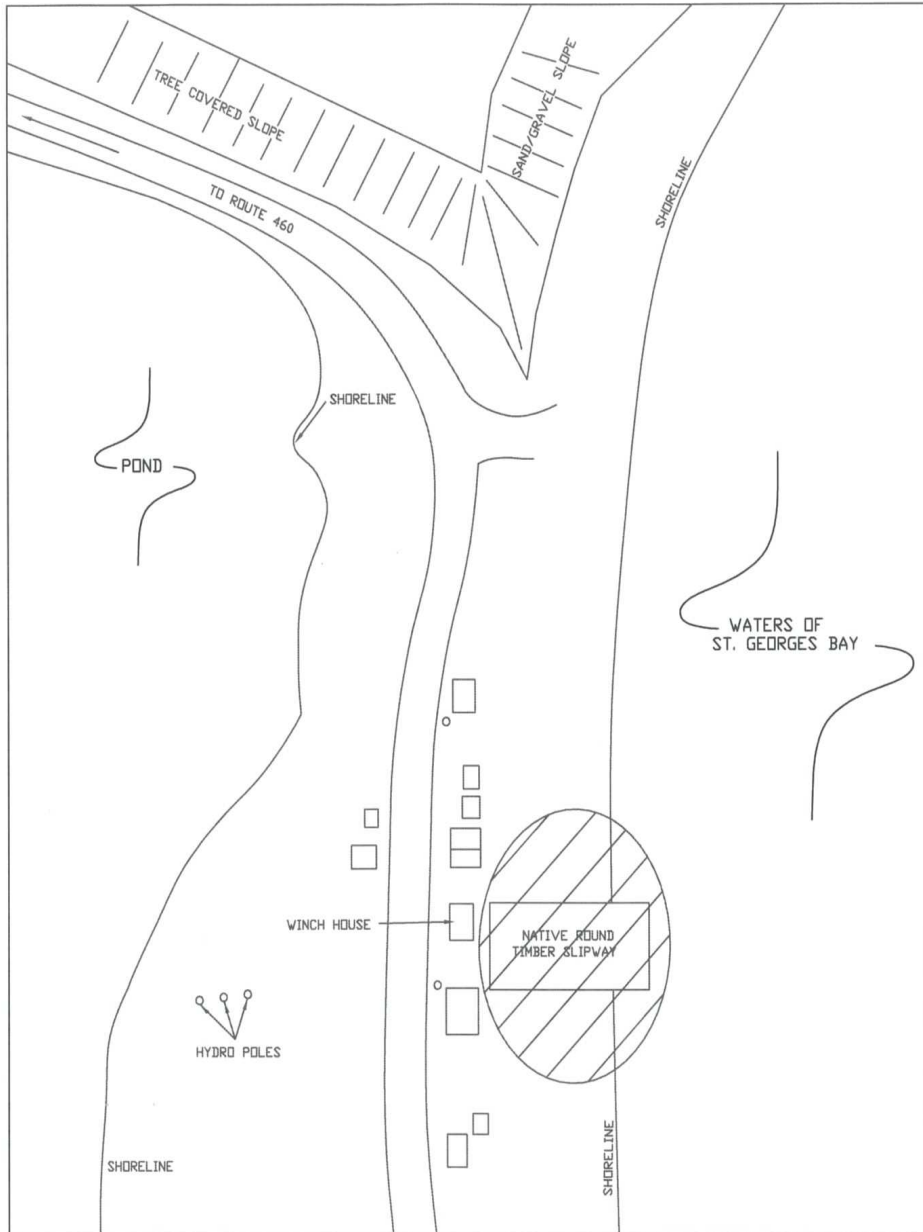 TREE COVERED SLOPE
SAND/GRAVEL SLOPE
TO ROUTE 460
SHORELINE
SHORELINE
POND
WATERS OF
ST. GEORGES BAY
WINCH HOUSE
NATIVE ROUND
TIMBER SLIPWAY
HYDRO POLES
SHORELINE
SHORELINE